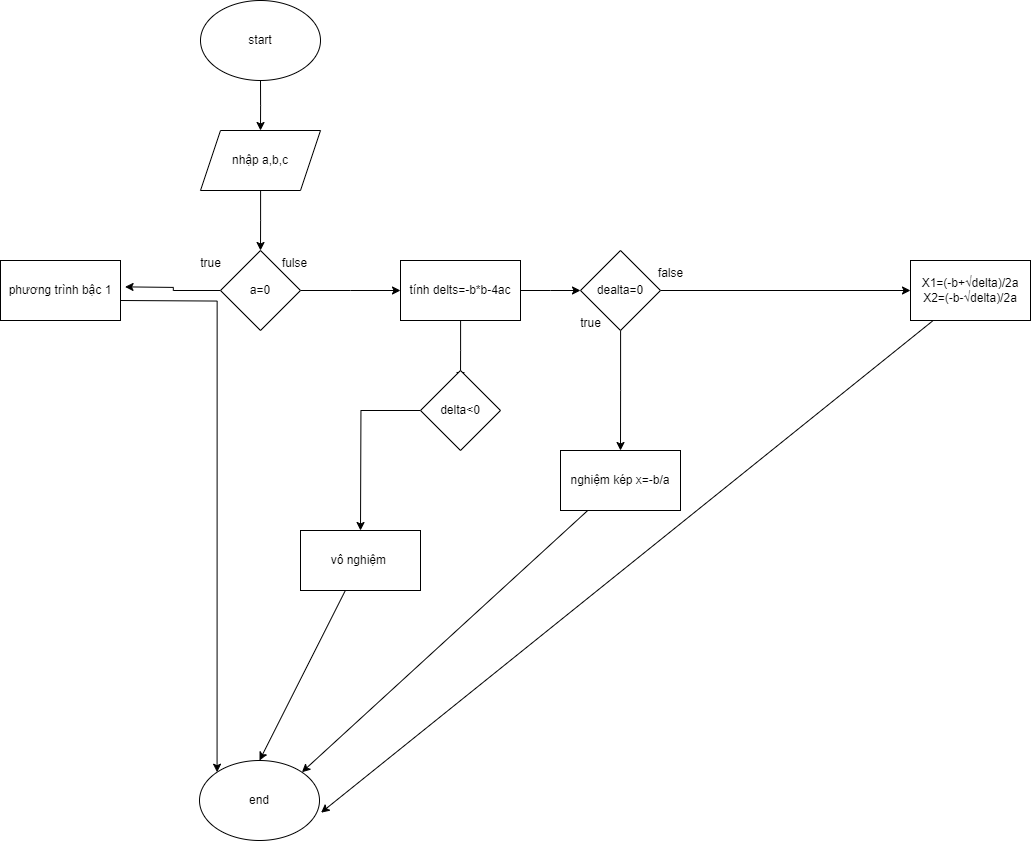 start
nhập a,b,c
true
fulse
phương trình bậc 1
a=0
tính delts=-b*b-4ac
dealta=0
false
true
X1=(-b+√delta)/2a
X2=(-b-√delta)/2a
delta<0
nghiệm kép x=-b/a
vô nghiệm
end